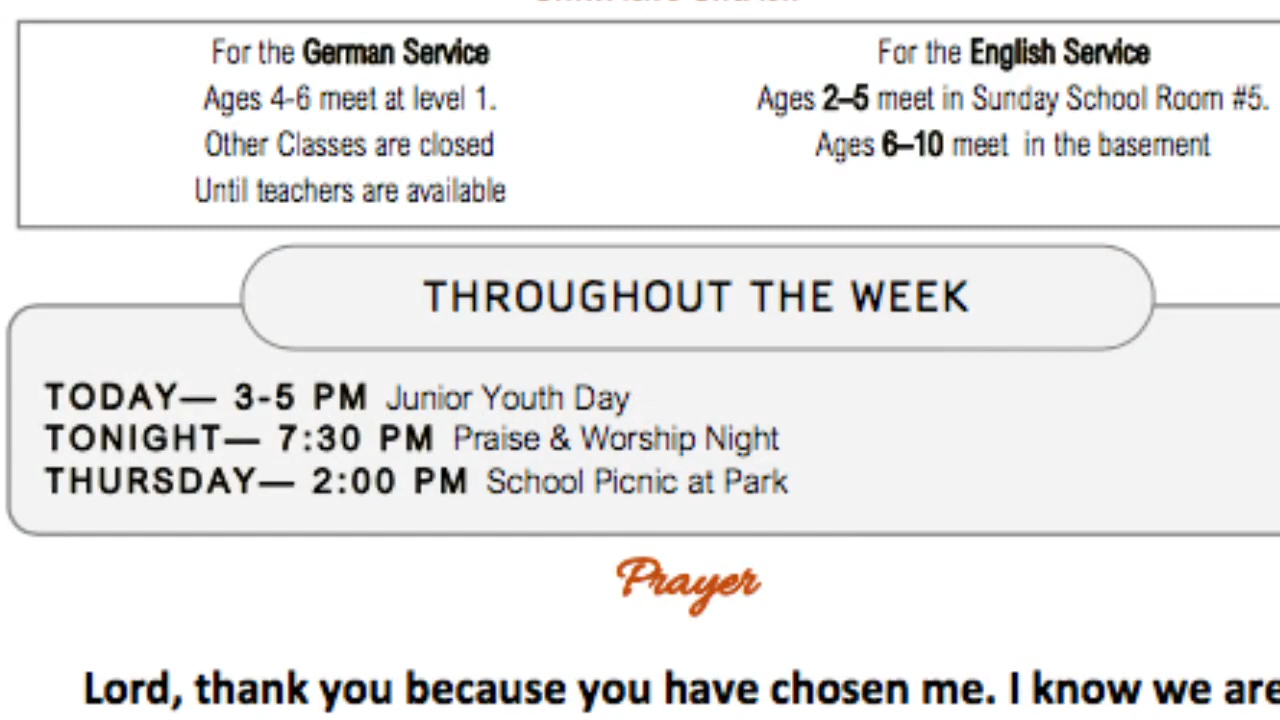 For the German Service
Ages 4-6 meet at level 1.
Other Classes are closed
Until teachers are available
For the English Service
Ages 2–5 meet in Sunday School Room #5.
Ages 6–10 meet in the basement
THROUGHOUT THE WEEK
TODAY— 3-5 PM Junior Youth Day
TONIGHT— 7:30 PM Praise & Worship Night
THURSDAY— 2:00 PM School Picnic at Park
Prayer
Lord, thank you because you have chosen me. I know we are